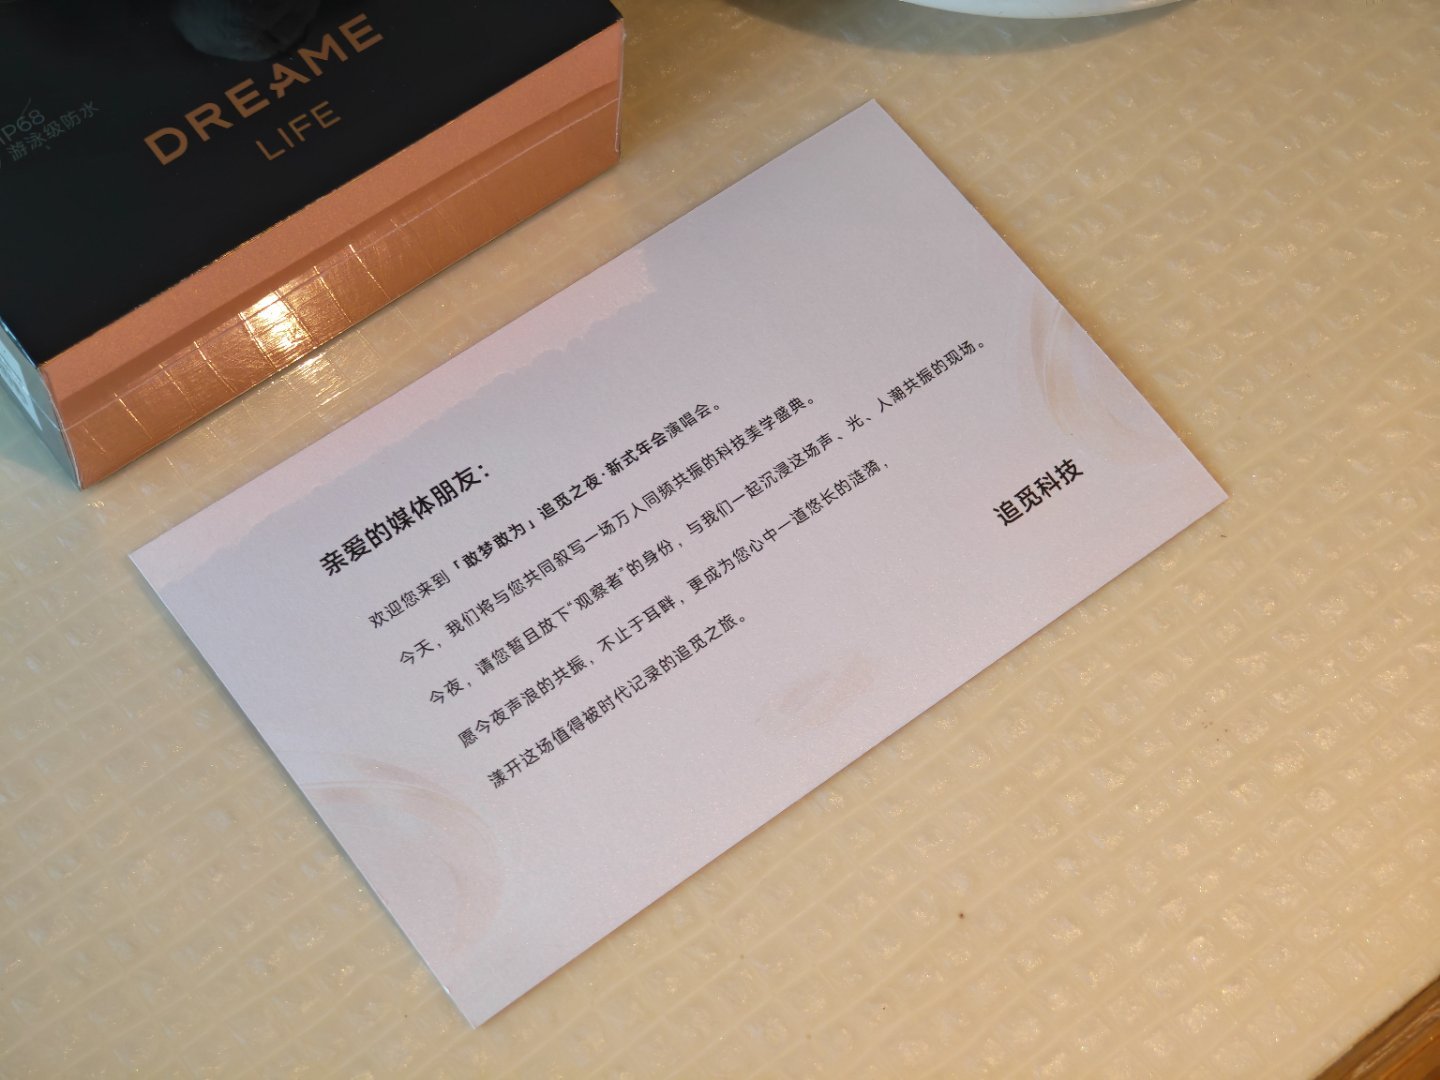 DREAME
LIFE
IP68
游泳级防水
亲爱的媒体朋友：
欢迎您来到「敢梦敢为」追觅之夜·新式年会演唱会。
今天，我们将与您共同叙写一场万人同频共振的科技美学盛典。
今夜，请您暂且放下“观察者”的身份，与我们一起沉浸这场声、光、人潮共振的现场。
愿今夜声浪的共振，不止于耳畔，更成为您心中一道悠长的涟漪，
漾开这场值得被时代记录的追觅之旅。
追觅科技